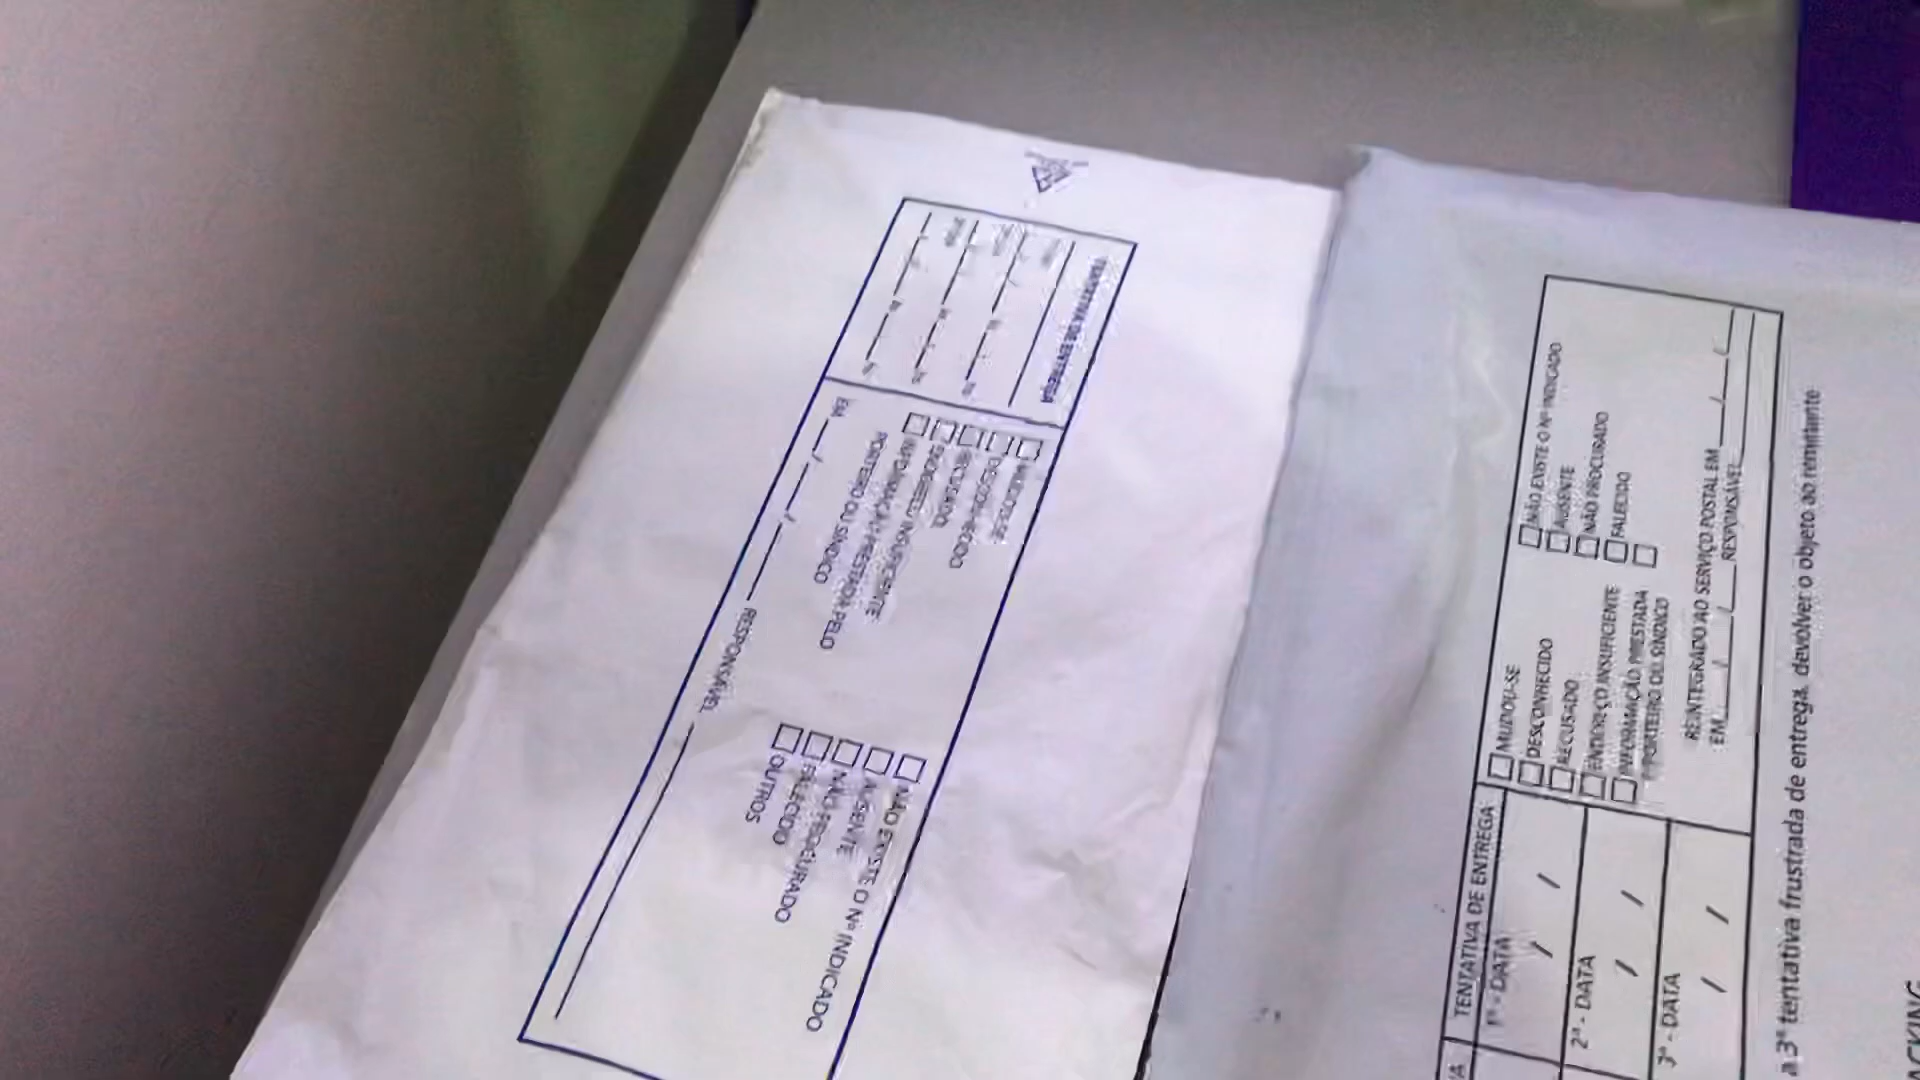 TENTATIVA DE ENTREGA
MUDOU-SE
DESCONHECIDO
RECUSADO
ENDEREÇO INSUFICIENTE
INFORMAÇÃO PRESTADA PELO
PORTEIRO OU SÍNDICO
NÃO EXISTE O Nº INDICADO
AUSENTE
NÃO PROCURADO
FALECIDO
OUTROS
EM
RESPONSÁVEL
TENTATIVA DE ENTREGA
1ª - DATA
/ /
2ª - DATA
/ /
3ª - DATA
/ /
MUDOU-SE
DESCONHECIDO
RECUSADO
ENDEREÇO INSUFICIENTE
INFORMAÇÃO PRESTADA
P/ PORTEIRO OU SÍNDICO
NÃO EXISTE O Nº INDICADO
AUSENTE
NÃO PROCURADO
FALECIDO
REINTEGRADO AO SERVIÇO POSTAL EM
EM
RESPONSÁVEL
a 3ª tentativa frustrada de entrega, devolver o objeto ao remitante